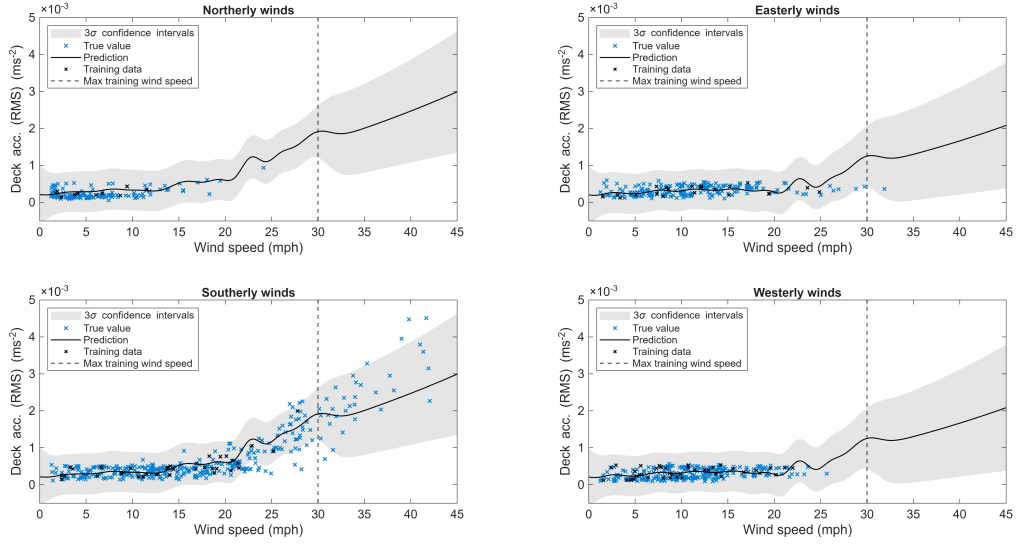 Northerly winds
×10⁻³
5
4
3
2
1
0
Deck acc. (RMS) (ms⁻²)
3σ confidence intervals
True value
Prediction
Training data
Max training wind speed
0 5 10 15 20 25 30 35 40 45
Wind speed (mph)
Easterly winds
×10⁻³
5
4
3
2
1
0
Deck acc. (RMS) (ms⁻²)
3σ confidence intervals
True value
Prediction
Training data
Max training wind speed
0 5 10 15 20 25 30 35 40 45
Wind speed (mph)
Southerly winds
×10⁻³
5
4
3
2
1
0
Deck acc. (RMS) (ms⁻²)
3σ confidence intervals
True value
Prediction
Training data
Max training wind speed
0 5 10 15 20 25 30 35 40 45
Wind speed (mph)
Westerly winds
×10⁻³
5
4
3
2
1
0
Deck acc. (RMS) (ms⁻²)
3σ confidence intervals
True value
Prediction
Training data
Max training wind speed
0 5 10 15 20 25 30 35 40 45
Wind speed (mph)